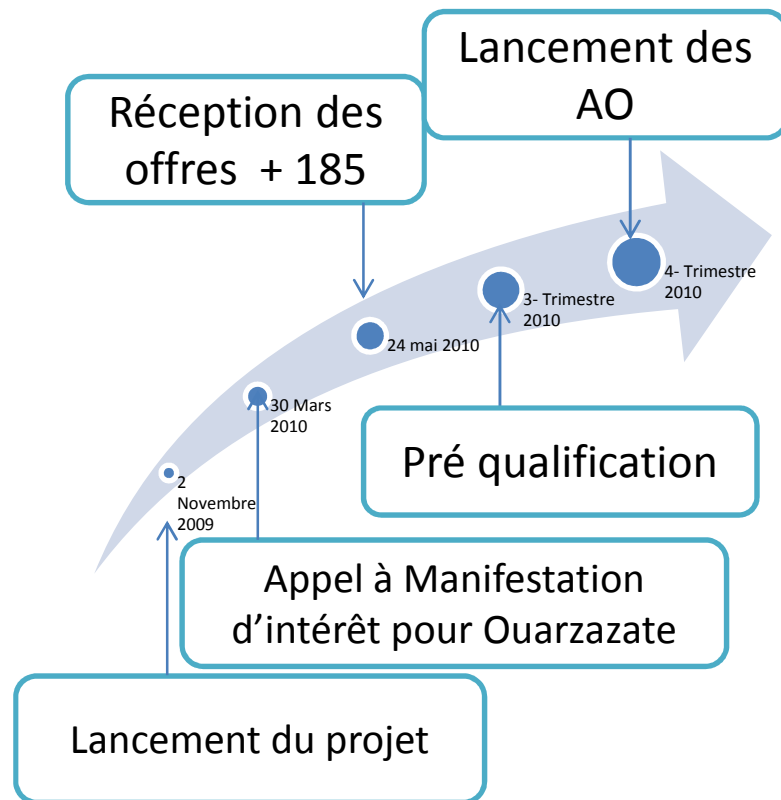 Lancement des
AO
Réception des
offres + 185
4- Trimestre
2010
3- Trimestre
2010
24 mai 2010
30 Mars
2010
Pré qualification
2
Novembre
2009
Appel à Manifestation
d’intérêt pour Ouarzazate
Lancement du projet